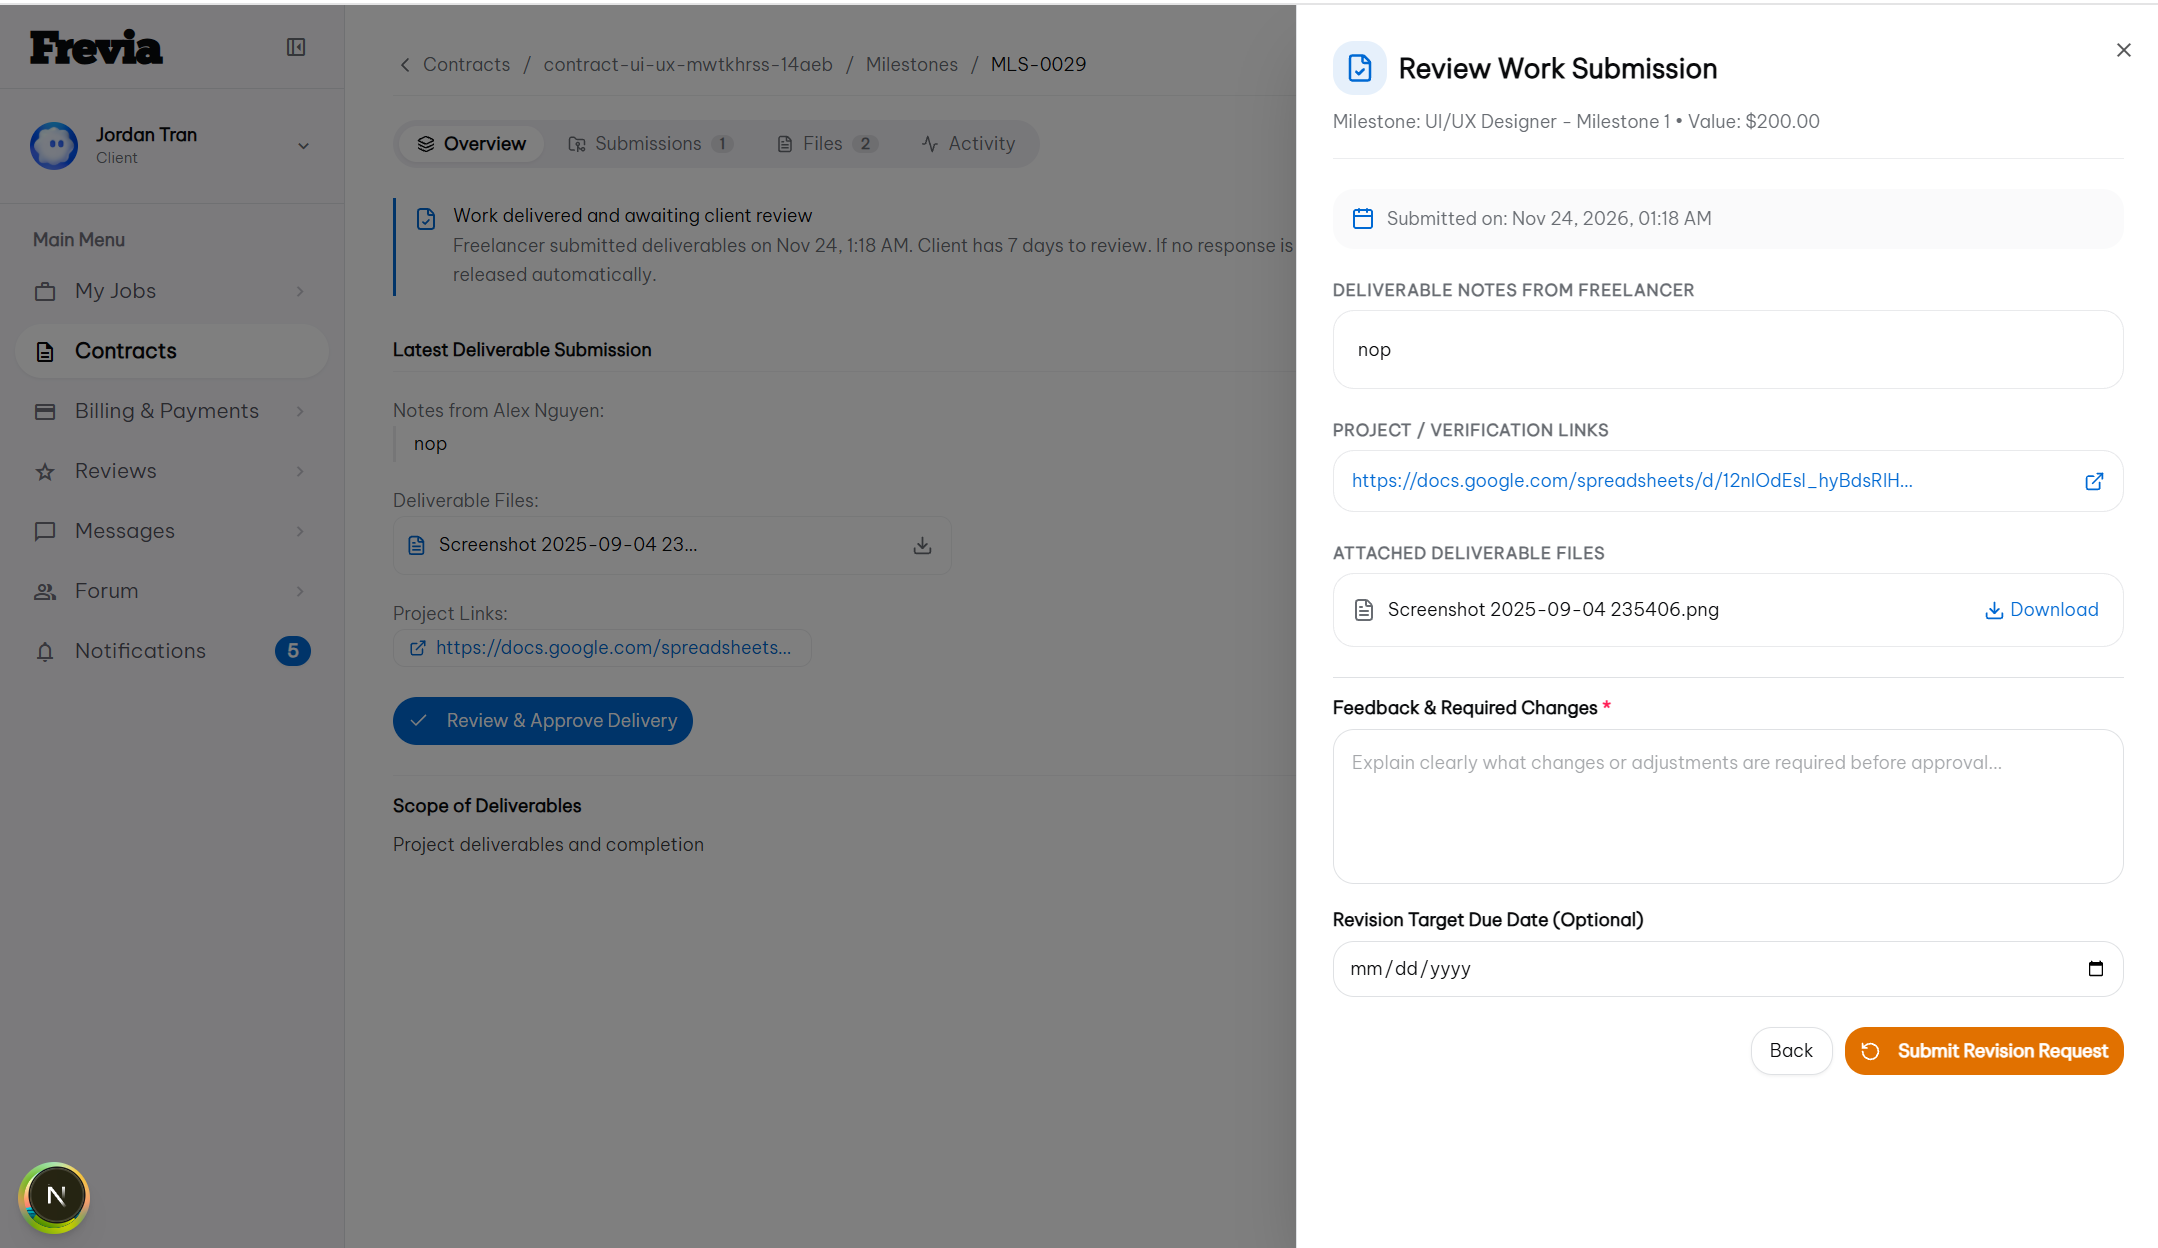 Frevia
Jordan Tran
Client
Main Menu
My Jobs
Contracts
Billing & Payments
Reviews
Messages
Forum
Notifications 5
Contracts / contract-ui-ux-mwtkhrss-14aeb / Milestones / MLS-0029
Overview Submissions 1 Files 2 Activity
Work delivered and awaiting client review
Freelancer submitted deliverables on Nov 24, 1:18 AM. Client has 7 days to review. If no response is
released automatically.
Latest Deliverable Submission
Notes from Alex Nguyen:
nop
Deliverable Files:
Screenshot 2025-09-04 23...
Project Links:
https://docs.google.com/spreadsheets...
Review & Approve Delivery
Scope of Deliverables
Project deliverables and completion
N
Review Work Submission
Milestone: UI/UX Designer - Milestone 1 • Value: $200.00
Submitted on: Nov 24, 2026, 01:18 AM
DELIVERABLE NOTES FROM FREELANCER
nop
PROJECT / VERIFICATION LINKS
https://docs.google.com/spreadsheets/d/12nlOdEsl_hyBdsRlH...
ATTACHED DELIVERABLE FILES
Screenshot 2025-09-04 235406.png Download
Feedback & Required Changes *
Explain clearly what changes or adjustments are required before approval...
Revision Target Due Date (Optional)
mm/dd/yyyy
Back Submit Revision Request